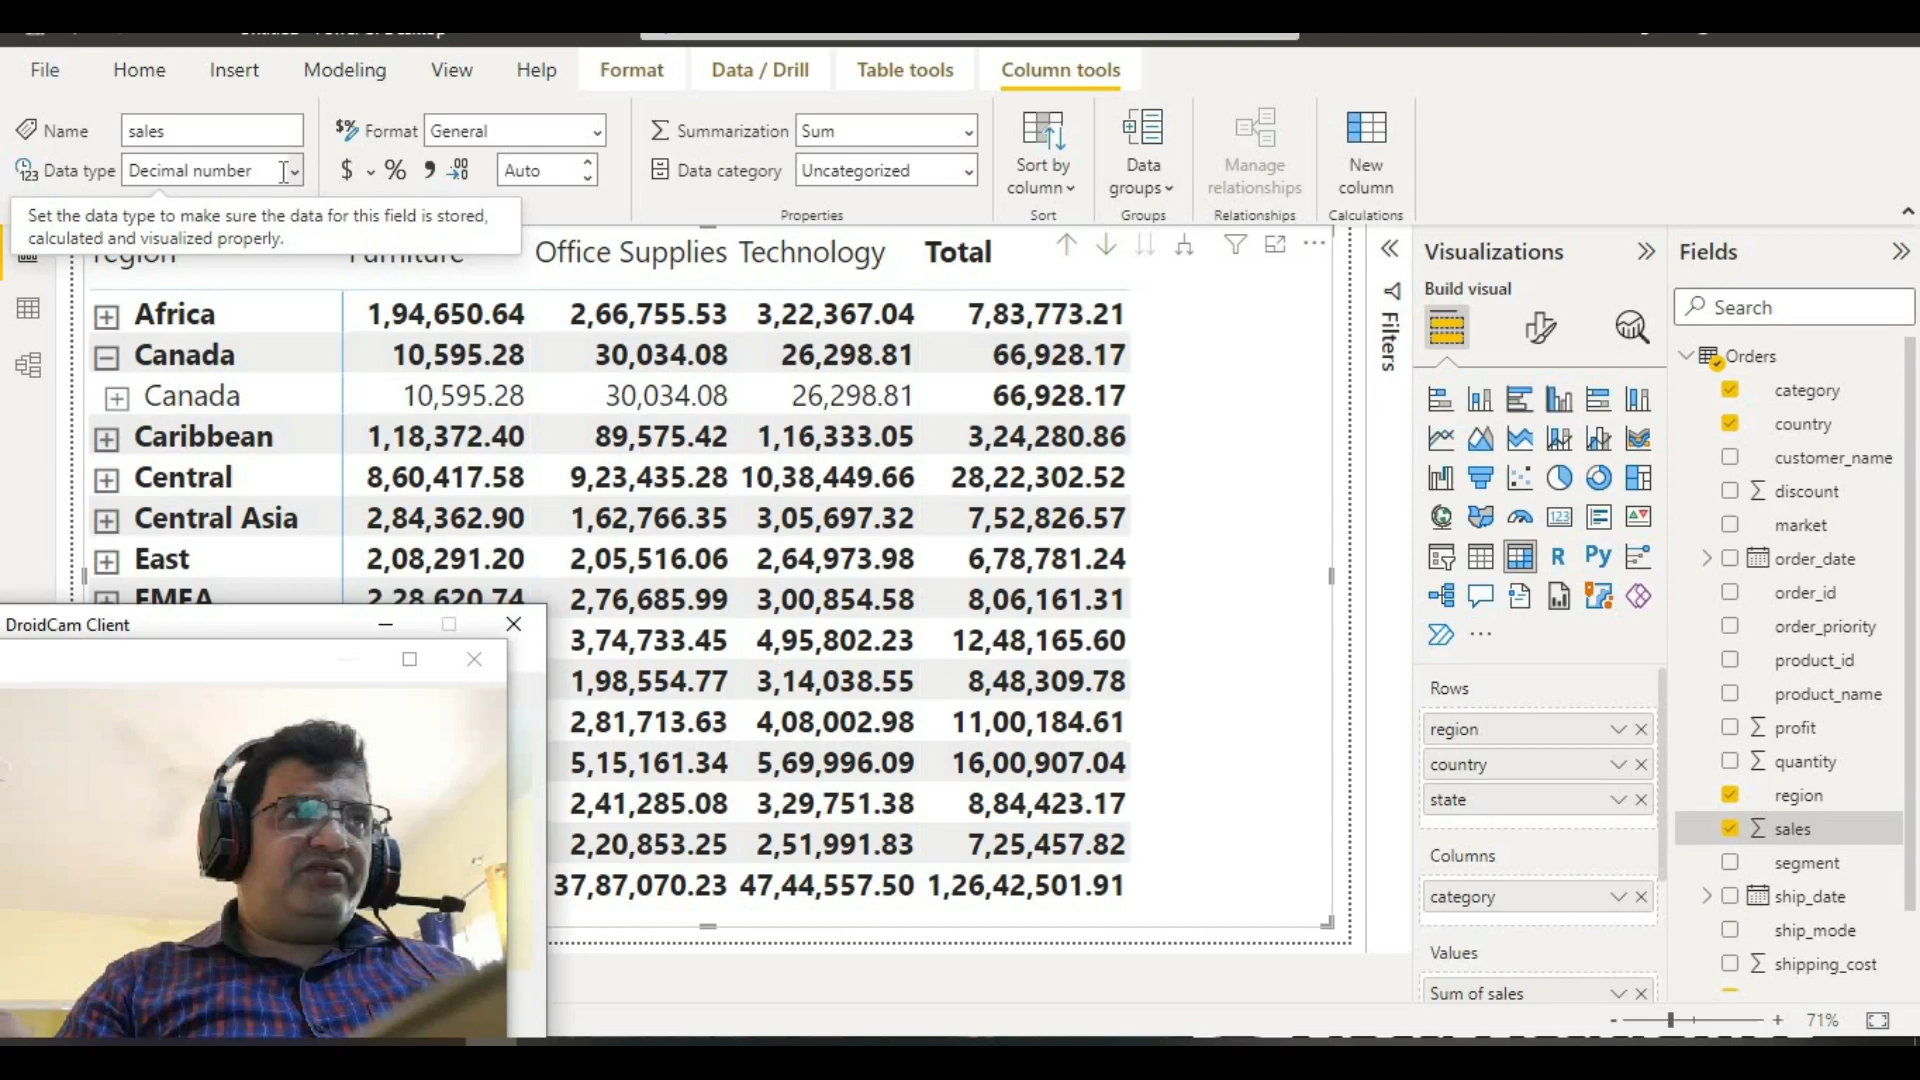 File Home Insert Modeling View Help Format Data / Drill Table tools Column tools
Name sales Format General Summarization Sum
Data type Decimal number $ % Auto Data category Uncategorized
Sort by column Data groups Manage relationships New column
Properties Sort Groups Relationships Calculations
Set the data type to make sure the data for this field is stored,
calculated and visualized properly.
region Furniture Office Supplies Technology Total
Africa 1,94,650.64 2,66,755.53 3,22,367.04 7,83,773.21
Canada 10,595.28 30,034.08 26,298.81 66,928.17
Canada 10,595.28 30,034.08 26,298.81 66,928.17
Caribbean 1,18,372.40 89,575.42 1,16,333.05 3,24,280.86
Central 8,60,417.58 9,23,435.28 10,38,449.66 28,22,302.52
Central Asia 2,84,362.90 1,62,766.35 3,05,697.32 7,52,826.57
East 2,08,291.20 2,05,516.06 2,64,973.98 6,78,781.24
EMEA 2,28,620.74 2,76,685.99 3,00,854.58 8,06,161.31
3,74,733.45 4,95,802.23 12,48,165.60
1,98,554.77 3,14,038.55 8,48,309.78
2,81,713.63 4,08,002.98 11,00,184.61
5,15,161.34 5,69,996.09 16,00,907.04
2,41,285.08 3,29,751.38 8,84,423.17
2,20,853.25 2,51,991.83 7,25,457.82
37,87,070.23 47,44,557.50 1,26,42,501.91
DroidCam Client
Filters
Visualizations
Build visual
123
R Py
Rows
region
country
state
Columns
category
Values
Sum of sales
Fields
Search
Orders
category
country
customer_name
discount
market
order_date
order_id
order_priority
product_id
product_name
profit
quantity
region
sales
segment
ship_date
ship_mode
shipping_cost
71%